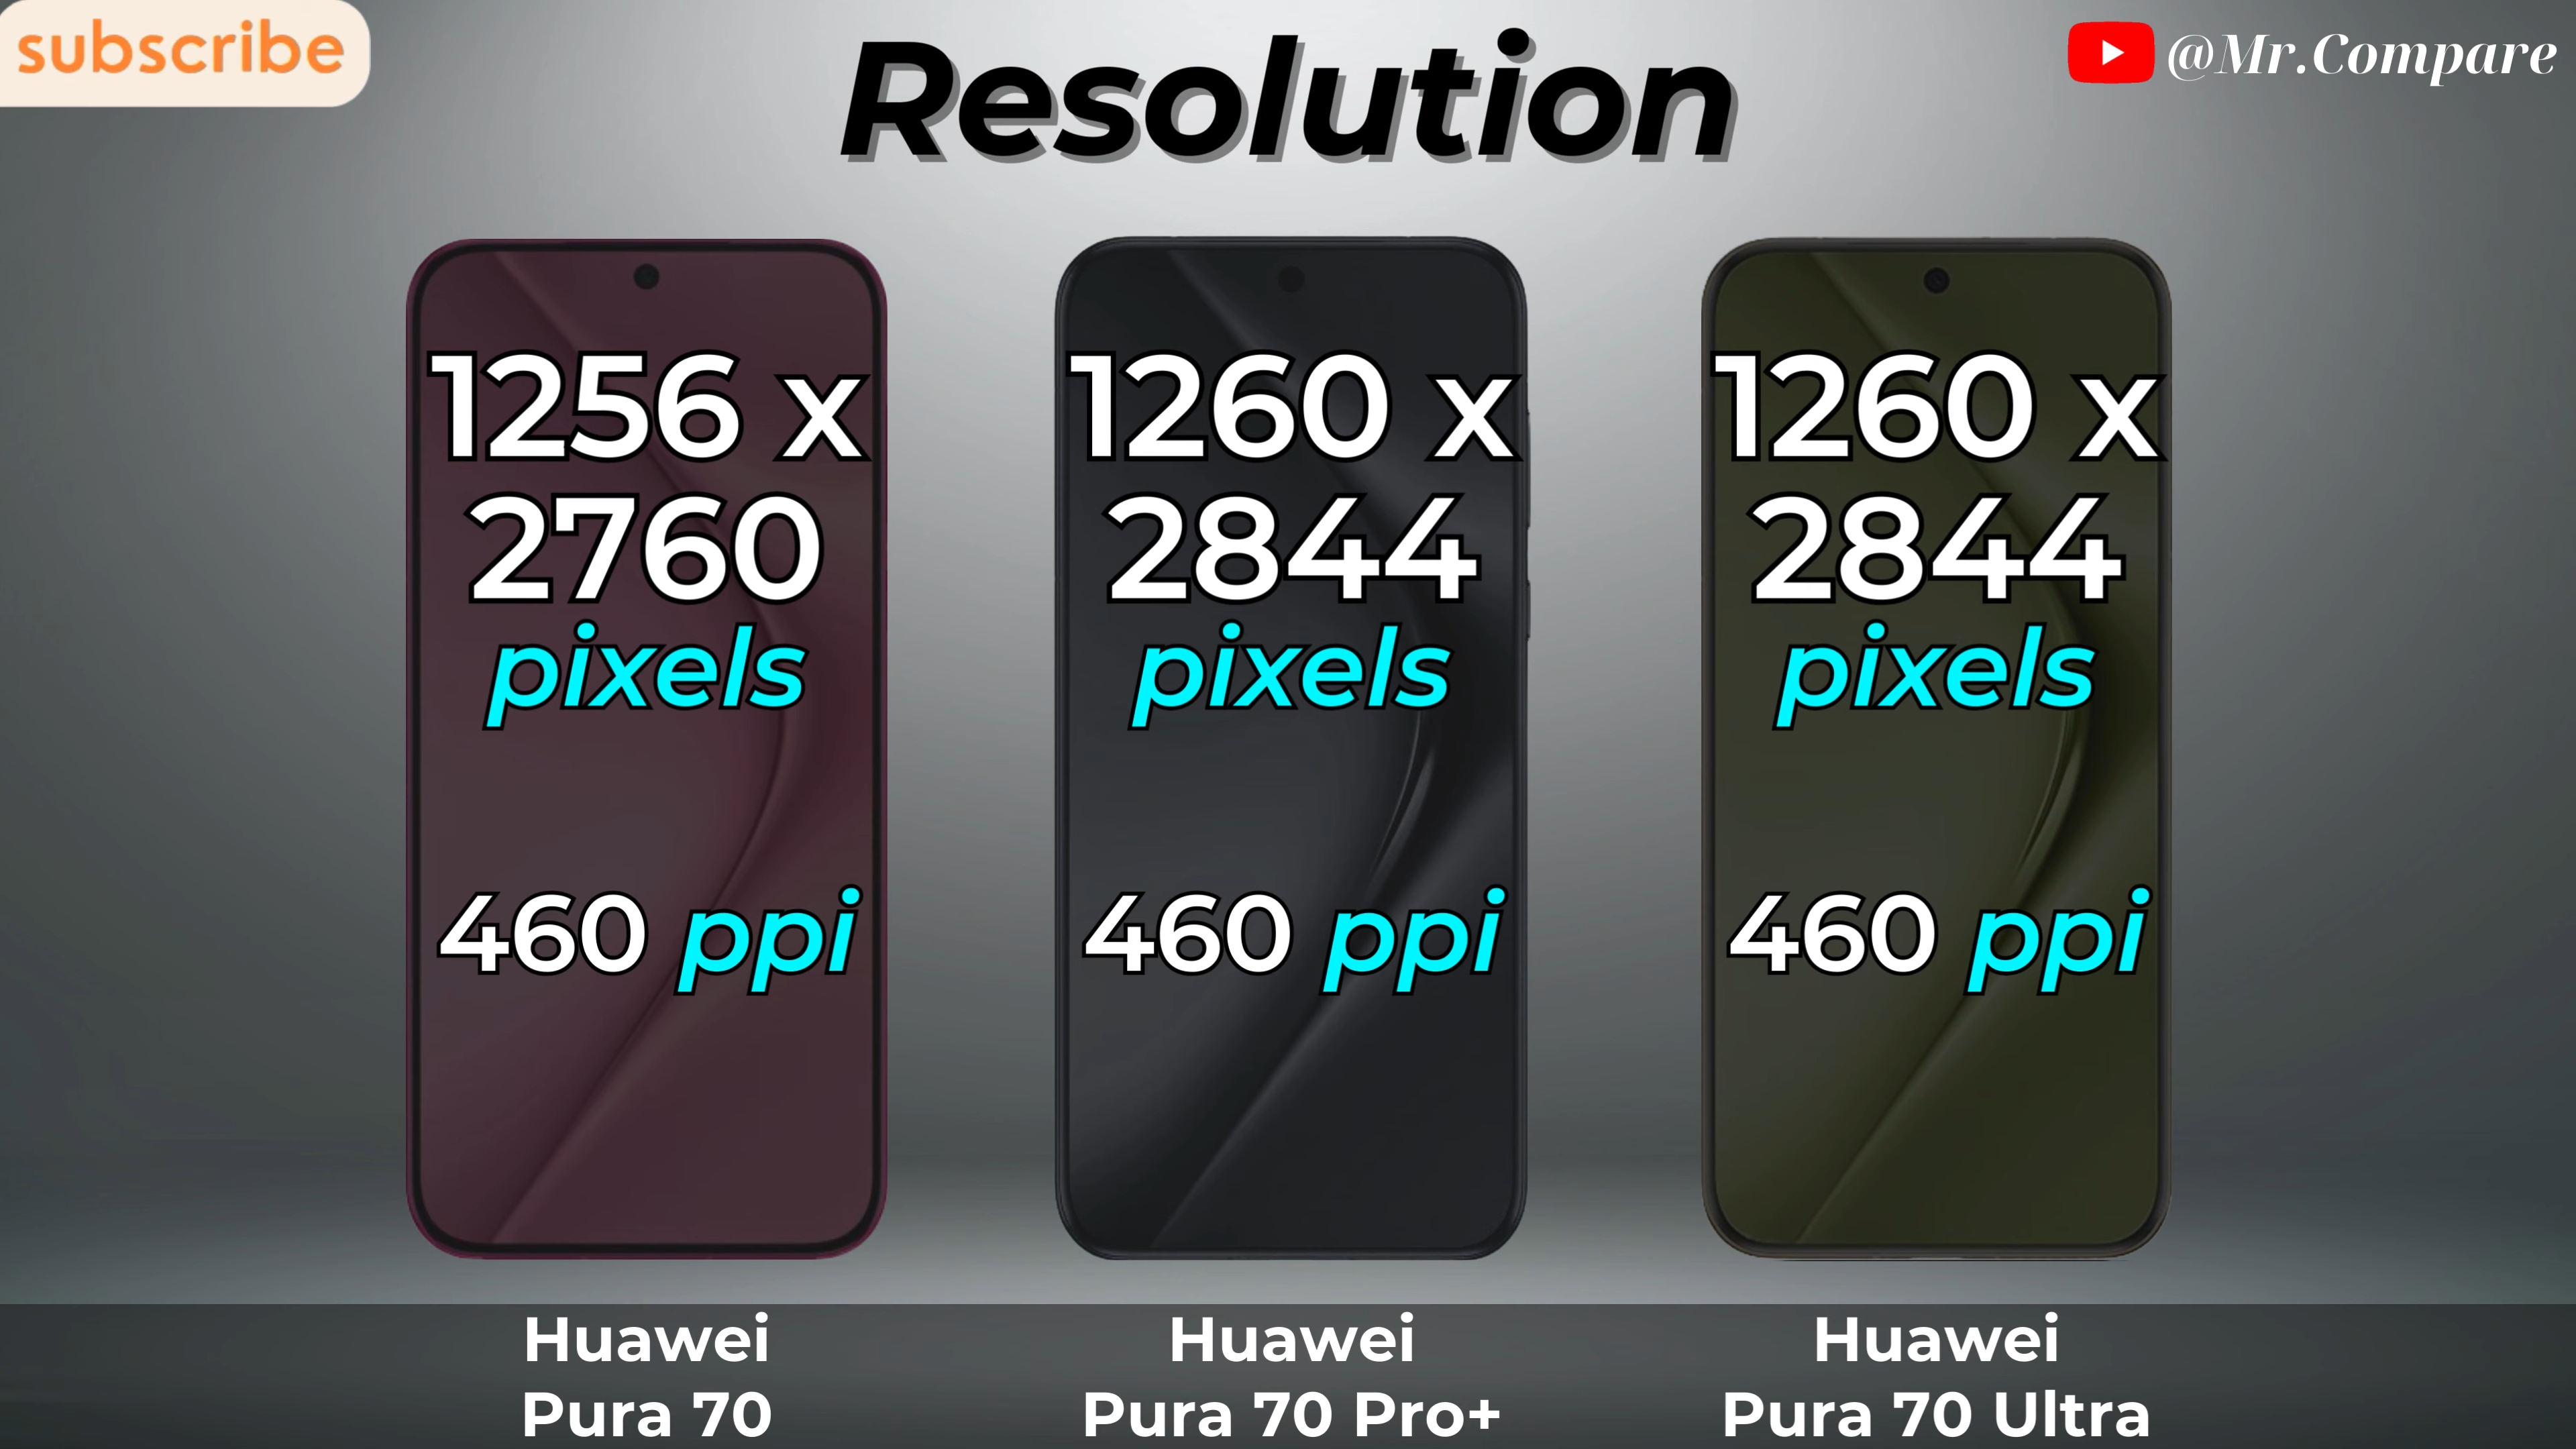 subscribe
Resolution
@Mr.Compare
1256 x
2760
pixels
460 ppi
1260 x
2844
pixels
460 ppi
1260 x
2844
pixels
460 ppi
Huawei
Pura 70
Huawei
Pura 70 Pro+
Huawei
Pura 70 Ultra